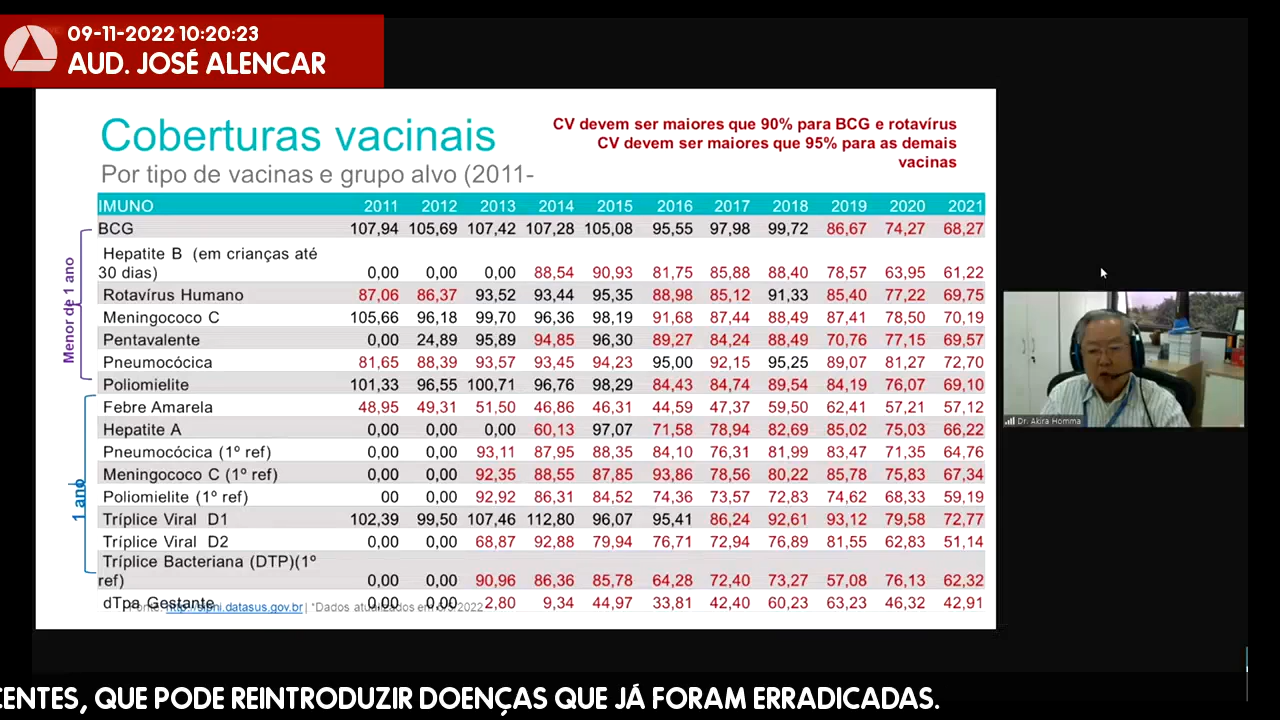 09-11-2022 10:20:23
AUD. JOSÉ ALENCAR
Coberturas vacinais
Por tipo de vacinas e grupo alvo (2011-
CV devem ser maiores que 90% para BCG e rotavírus
CV devem ser maiores que 95% para as demais
vacinas
IMUNO 2011 2012 2013 2014 2015 2016 2017 2018 2019 2020 2021
Menor de 1 ano
BCG 107,94 105,69 107,42 107,28 105,08 95,55 97,98 99,72 86,67 74,27 68,27
Hepatite B (em crianças até
30 dias) 0,00 0,00 0,00 88,54 90,93 81,75 85,88 88,40 78,57 63,95 61,22
Rotavírus Humano 87,06 86,37 93,52 93,44 95,35 88,98 85,12 91,33 85,40 77,22 69,75
Meningococo C 105,66 96,18 99,70 96,36 98,19 91,68 87,44 88,49 87,41 78,50 70,19
Pentavalente 0,00 24,89 95,89 94,85 96,30 89,27 84,24 88,49 70,76 77,15 69,57
Pneumocócica 81,65 88,39 93,57 93,45 94,23 95,00 92,15 95,25 89,07 81,27 72,70
Poliomielite 101,33 96,55 100,71 96,76 98,29 84,43 84,74 89,54 84,19 76,07 69,10
1 ano
Febre Amarela 48,95 49,31 51,50 46,86 46,31 44,59 47,37 59,50 62,41 57,21 57,12
Hepatite A 0,00 0,00 0,00 60,13 97,07 71,58 78,94 82,69 85,02 75,03 66,22
Pneumocócica (1º ref) 0,00 0,00 93,11 87,95 88,35 84,10 76,31 81,99 83,47 71,35 64,76
Meningococo C (1º ref) 0,00 0,00 92,35 88,55 87,85 93,86 78,56 80,22 85,78 75,83 67,34
Poliomielite (1º ref) 00 0,00 92,92 86,31 84,52 74,36 73,57 72,83 74,62 68,33 59,19
Tríplice Viral D1 102,39 99,50 107,46 112,80 96,07 95,41 86,24 92,61 93,12 79,58 72,77
Tríplice Viral D2 0,00 0,00 68,87 92,88 79,94 76,71 72,94 76,89 81,55 62,83 51,14
Tríplice Bacteriana (DTP)(1º
ref) 0,00 0,00 90,96 86,36 85,78 64,28 72,40 73,27 57,08 76,13 62,32
dTpa Gestante 0,00 0,00 2,80 9,34 44,97 33,81 42,40 60,23 63,23 46,32 42,91
Fonte: datasus.gov.br | *Dados atualizados em 2022
Dr. Akira Homma
CENTES, QUE PODE REINTRODUZIR DOENÇAS QUE JÁ FORAM ERRADICADAS.